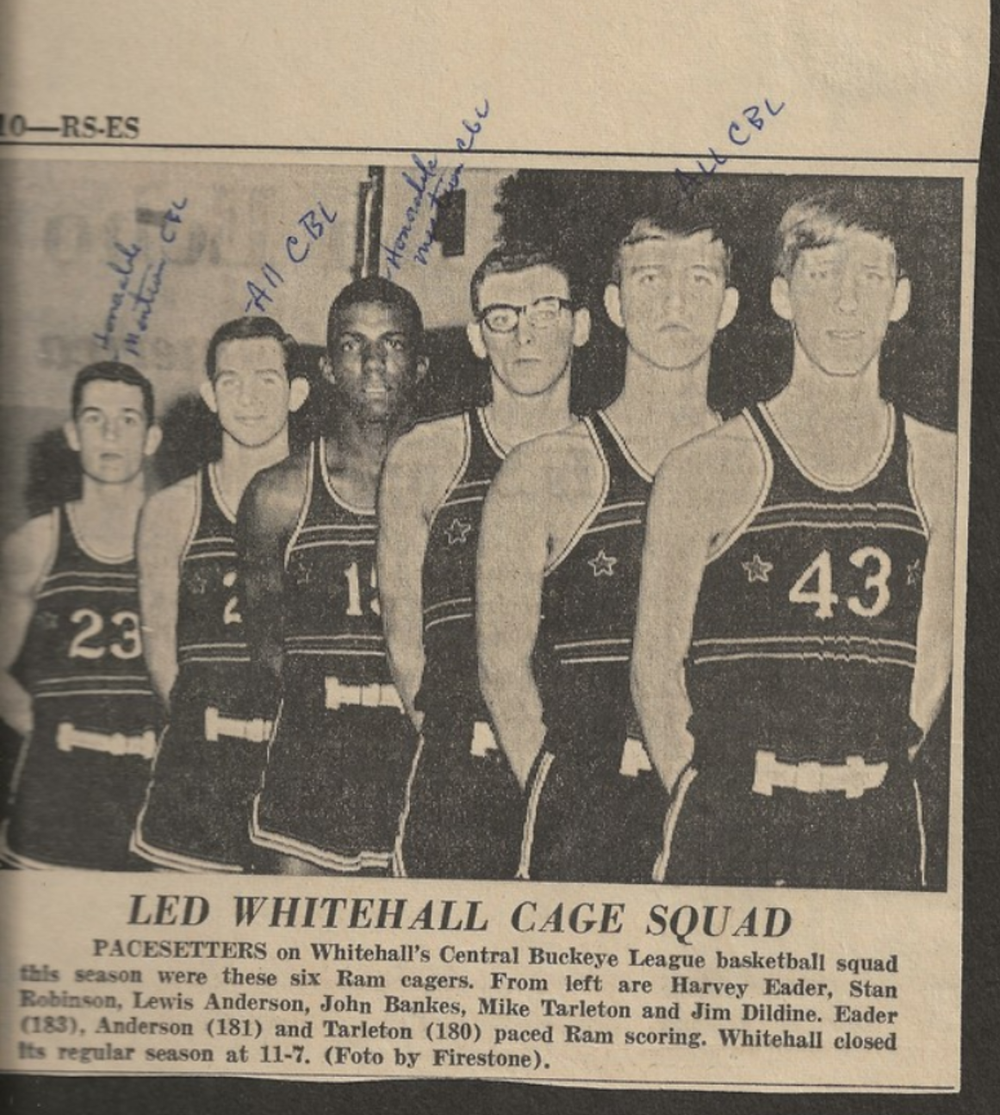 10—RS-ES
Honorable
Mention CBL
All CBL
Honorable
mention CBL
ALL CBL
23
2
15
43
LED WHITEHALL CAGE SQUAD
PACESETTERS on Whitehall's Central Buckeye League basketball squad
this season were these six Ram cagers. From left are Harvey Eader, Stan
Robinson, Lewis Anderson, John Bankes, Mike Tarleton and Jim Dildine. Eader
(183), Anderson (181) and Tarleton (180) paced Ram scoring. Whitehall closed
its regular season at 11-7. (Foto by Firestone).